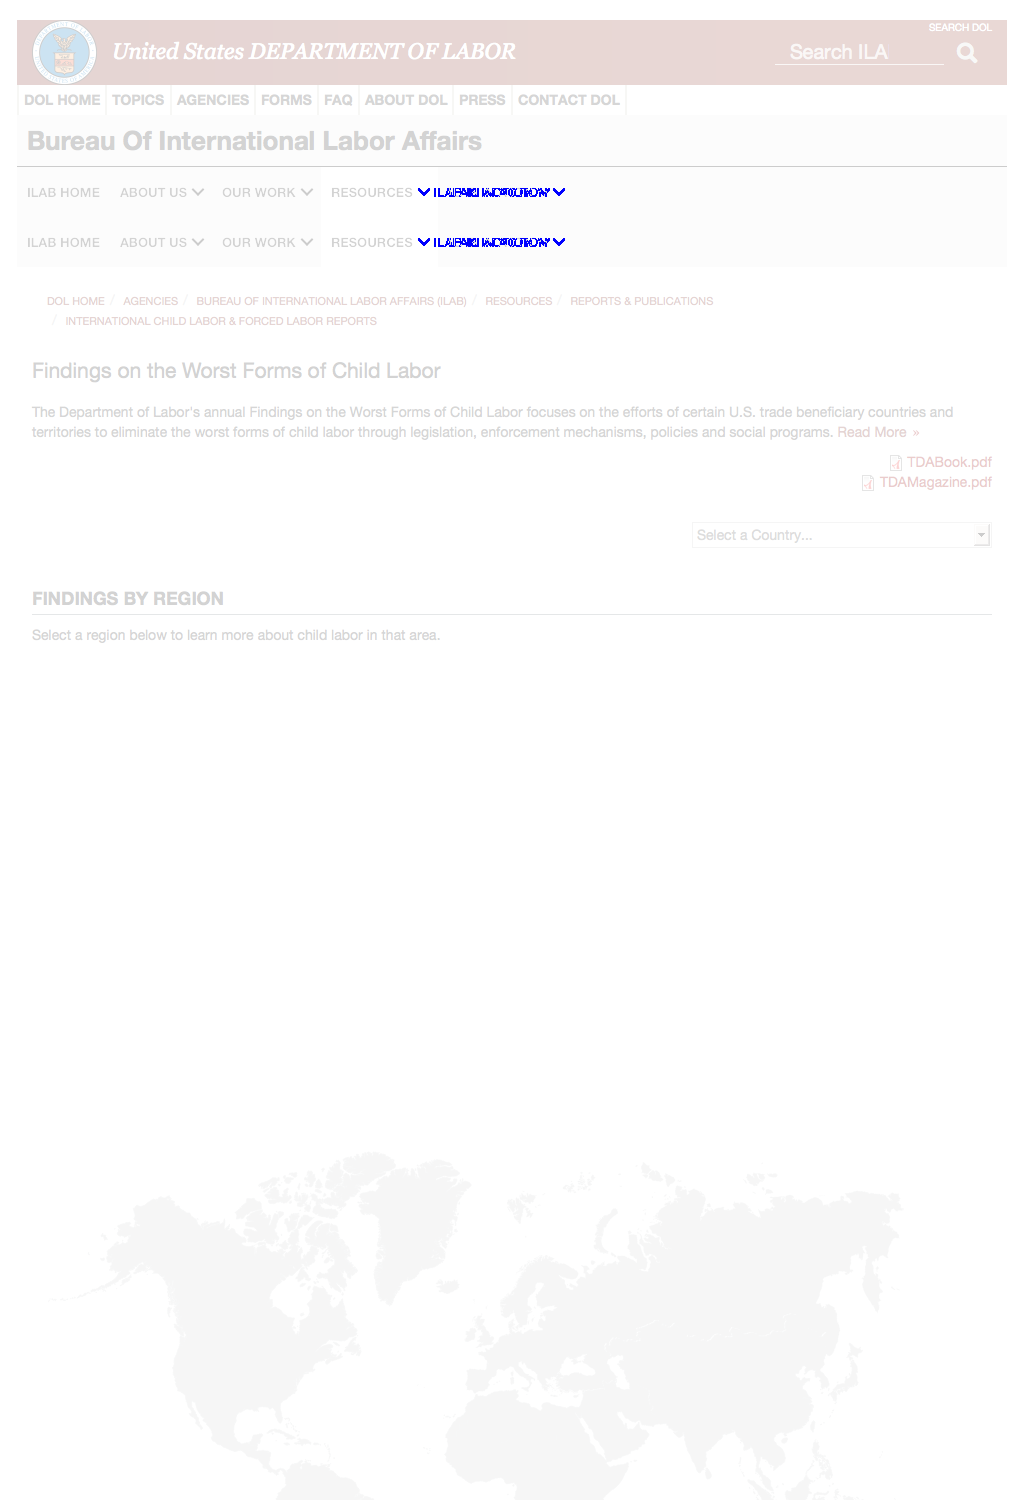 SEARCH DOL
United States DEPARTMENT OF LABOR
Search ILA
DOL HOME TOPICS AGENCIES FORMS FAQ ABOUT DOL PRESS CONTACT DOL
Bureau Of International Labor Affairs
ILAB HOME ABOUT US OUR WORK RESOURCES
ILAB HOME ABOUT US OUR WORK RESOURCES
DOL HOME / AGENCIES / BUREAU OF INTERNATIONAL LABOR AFFAIRS (ILAB) / RESOURCES / REPORTS & PUBLICATIONS
/ INTERNATIONAL CHILD LABOR & FORCED LABOR REPORTS
Findings on the Worst Forms of Child Labor
The Department of Labor's annual Findings on the Worst Forms of Child Labor focuses on the efforts of certain U.S. trade beneficiary countries and
territories to eliminate the worst forms of child labor through legislation, enforcement mechanisms, policies and social programs. Read More »
TDABook.pdf
TDAMagazine.pdf
Select a Country...
FINDINGS BY REGION
Select a region below to learn more about child labor in that area.